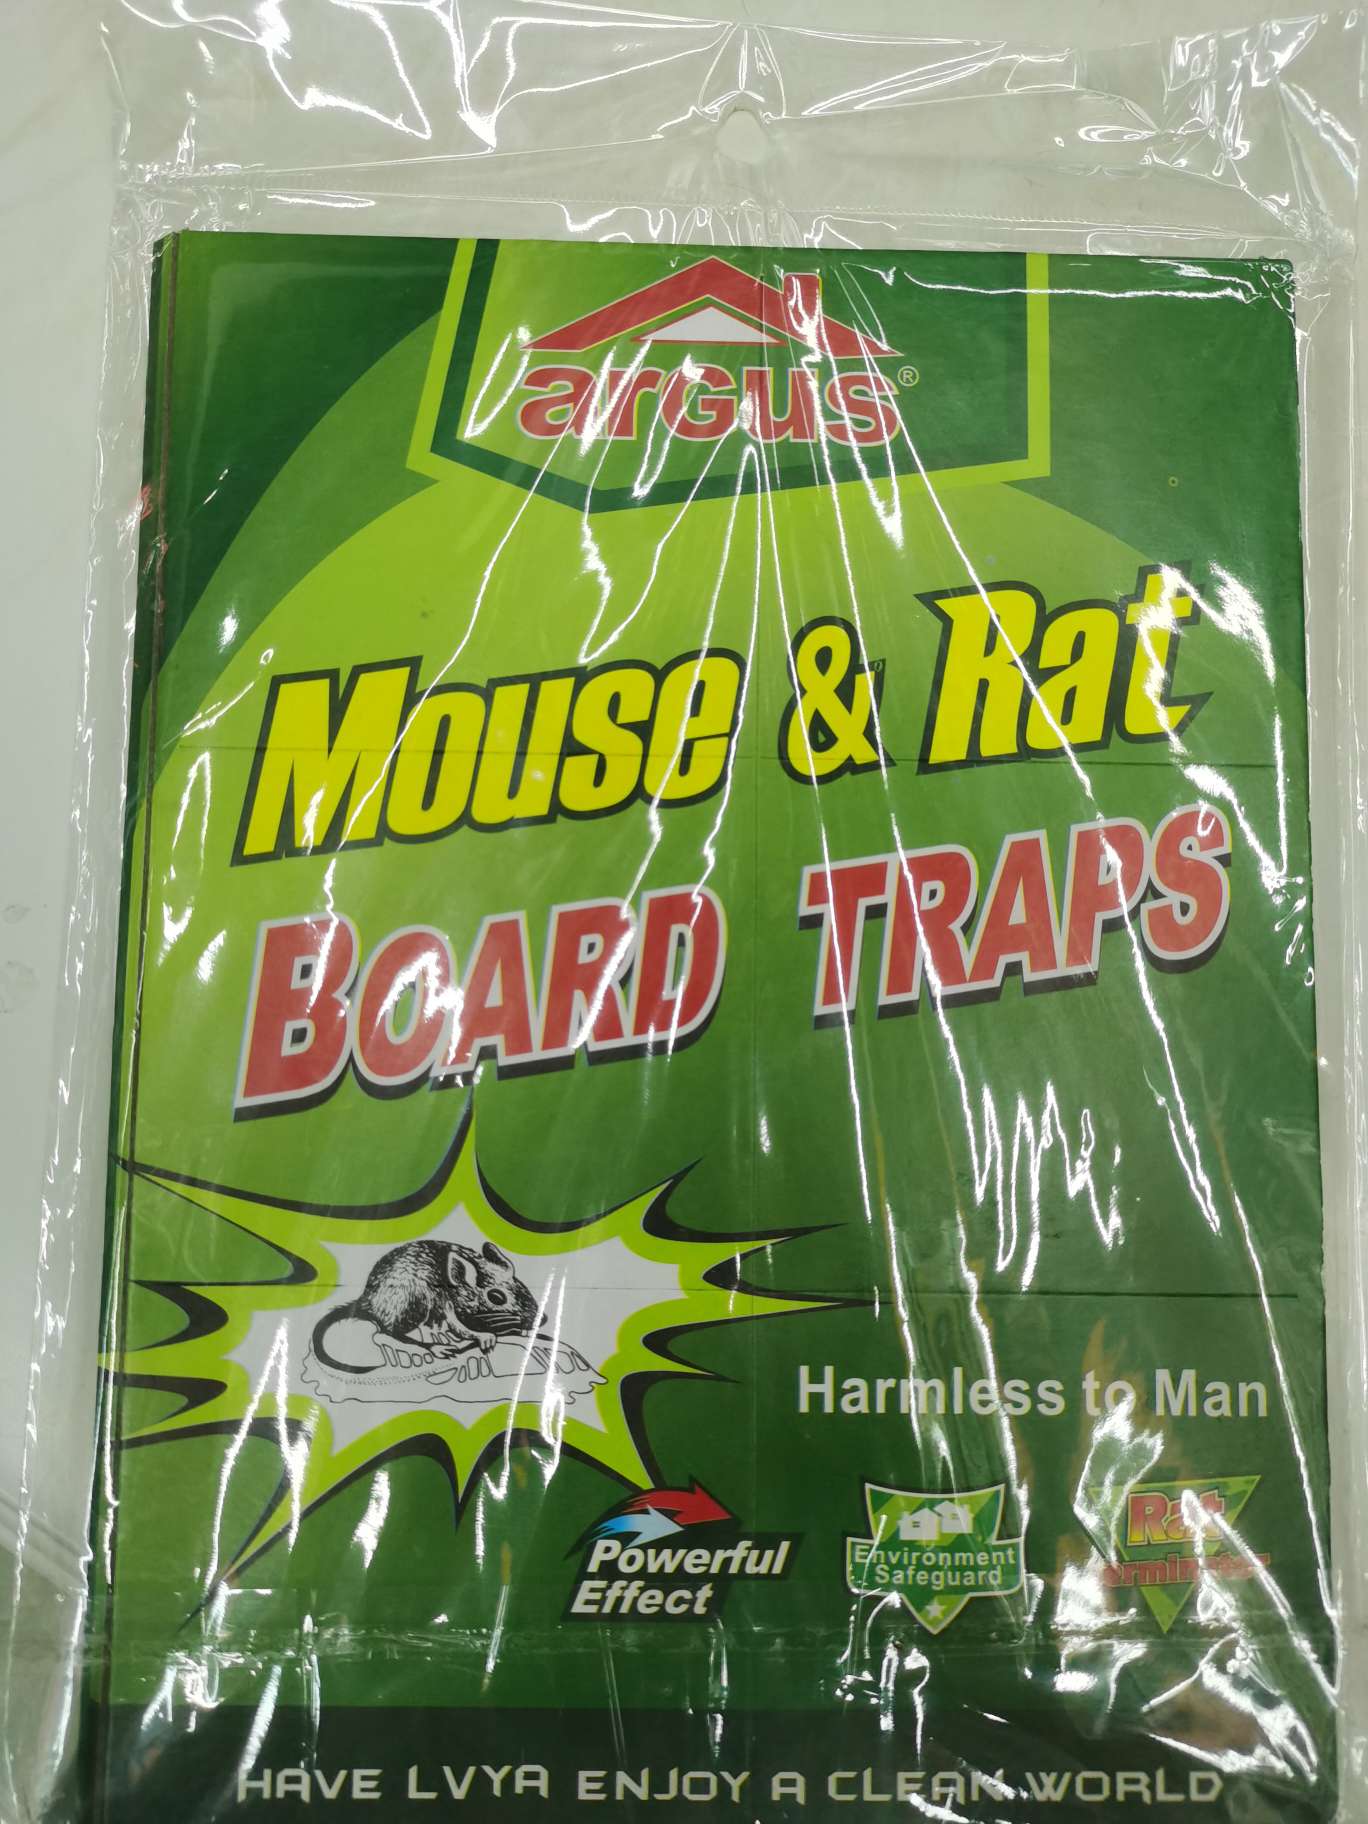 arGus®
Mouse & Rat
BOARD TRAPS
Harmless to Man
Powerful
Effect
Environment
Safeguard
Rat
HAVE LVYA ENJOY A CLEAN WORLD